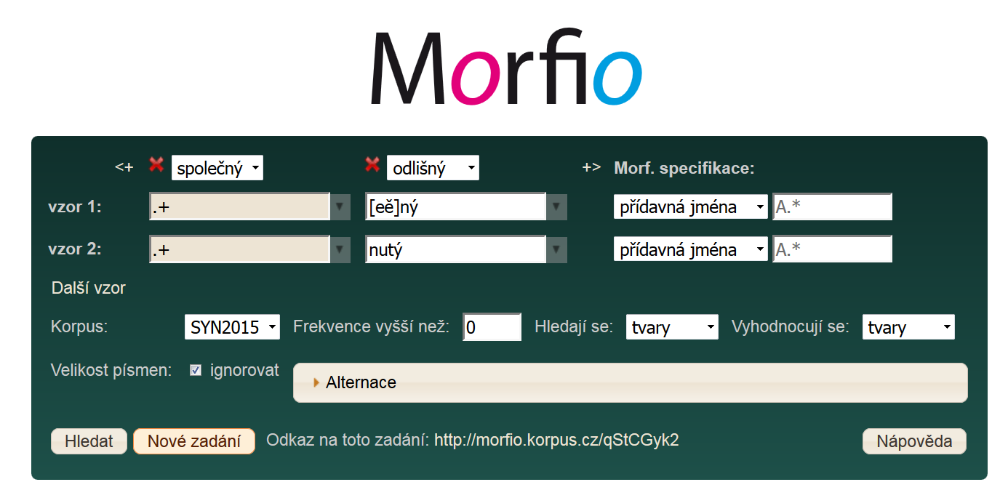 Morfio
<+ společný odlišný +> Morf. specifikace:
vzor 1: .+ [eě]ný přídavná jména A.*
vzor 2: .+ nutý přídavná jména A.*
Další vzor
Korpus: SYN2015 Frekvence vyšší než: 0 Hledají se: tvary Vyhodnocují se: tvary
Velikost písmen: ignorovat Alternace
Hledat Nové zadání Odkaz na toto zadání: http://morfio.korpus.cz/qStCGyk2 Nápověda